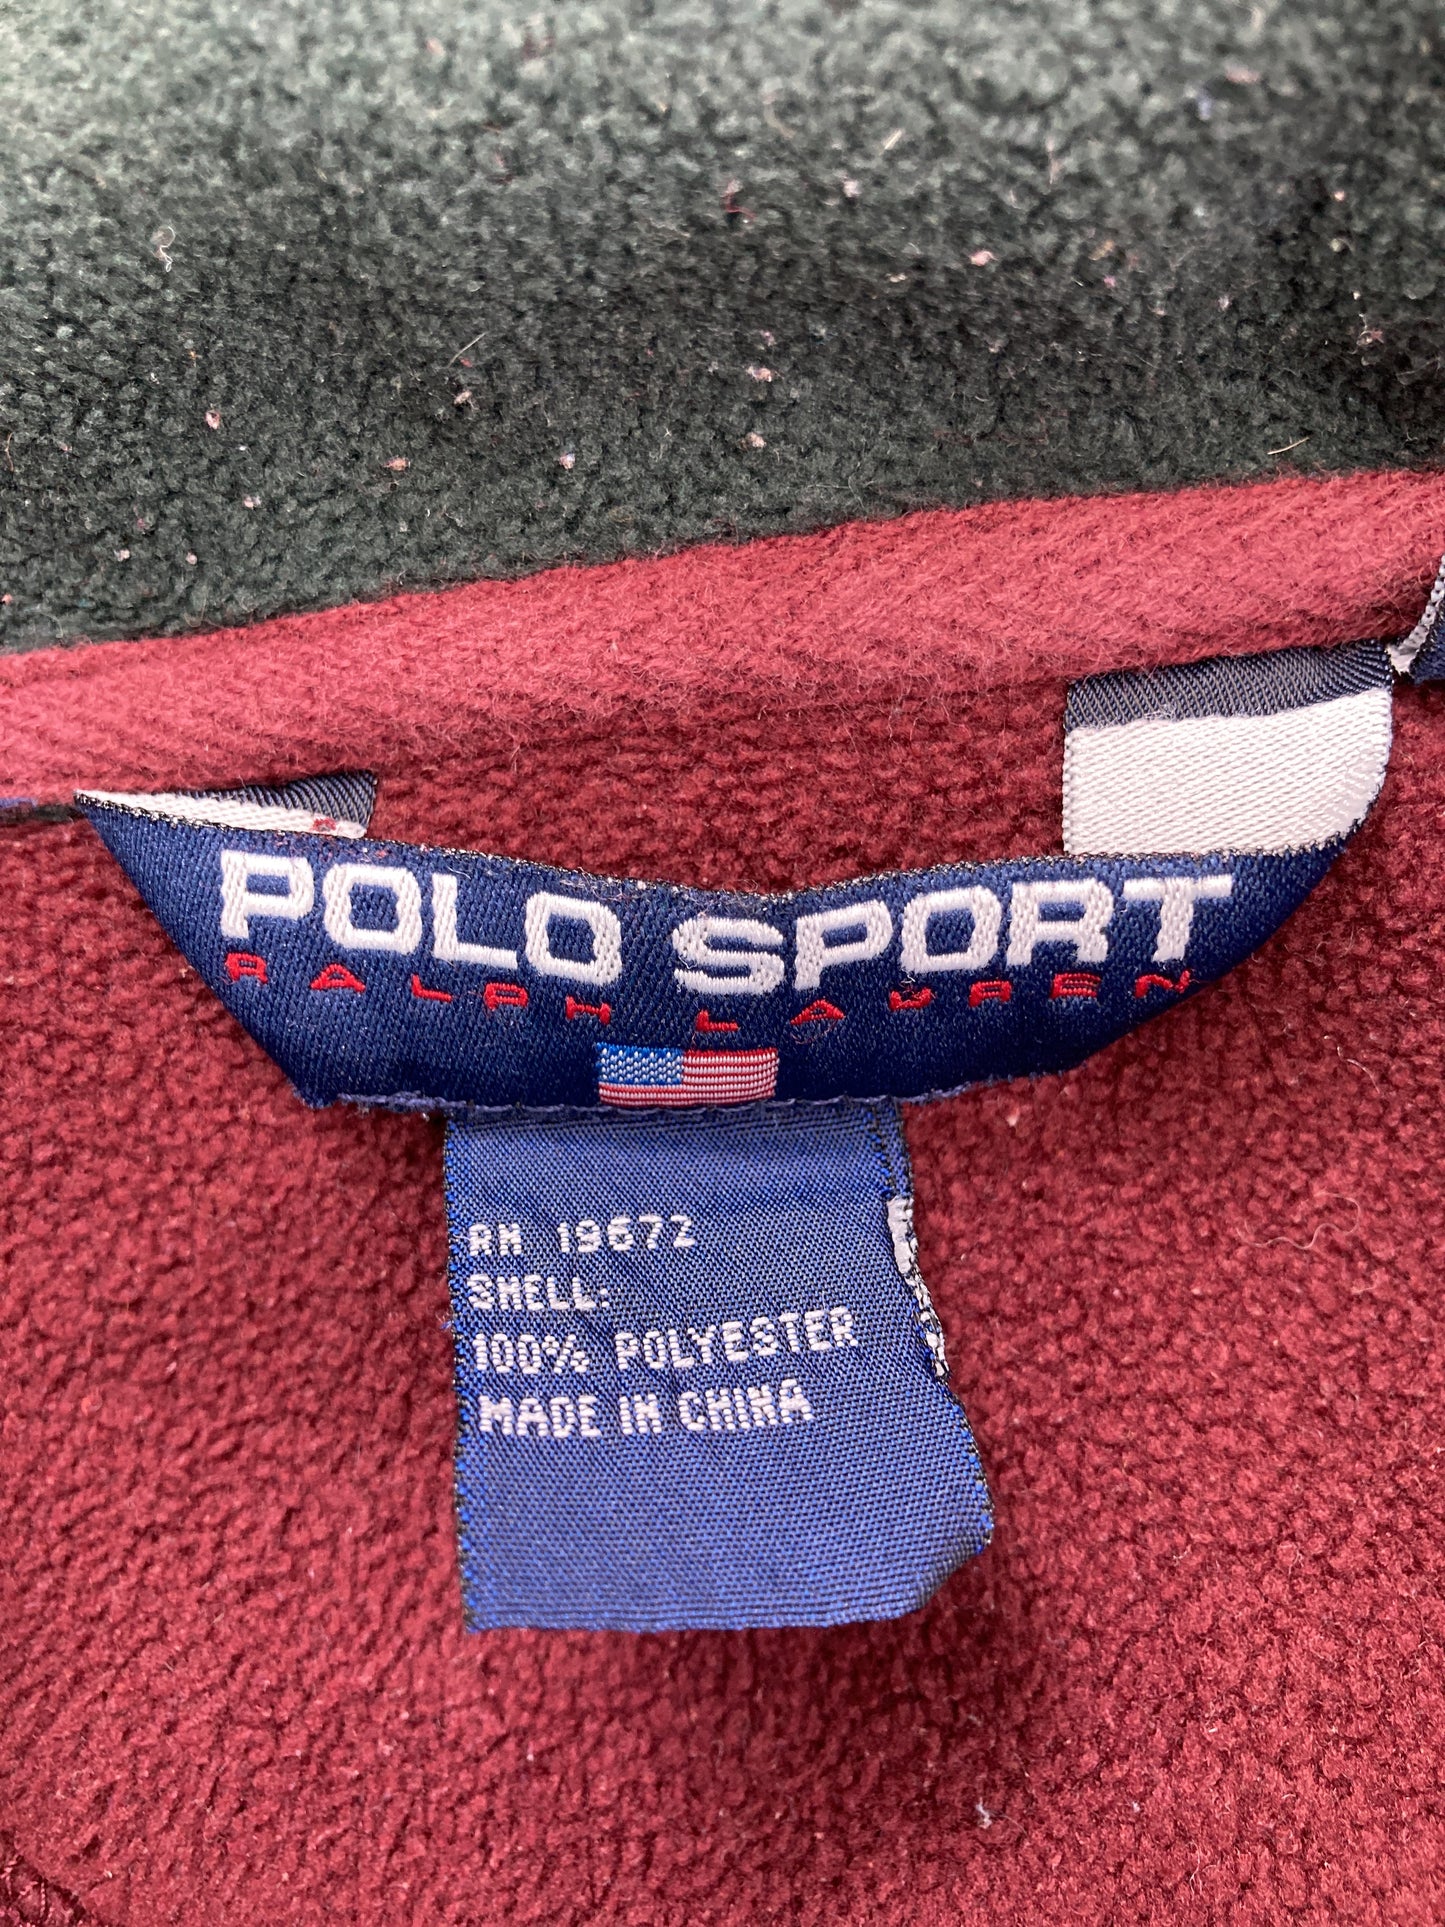 POLO SPORT
RALPH LAUREN
RN 19672
SHELL:
100% POLYESTER
MADE IN CHINA